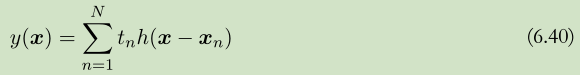 y(x) = \sum_{n=1}^{N} t_n h(x − x_n) (6.40)